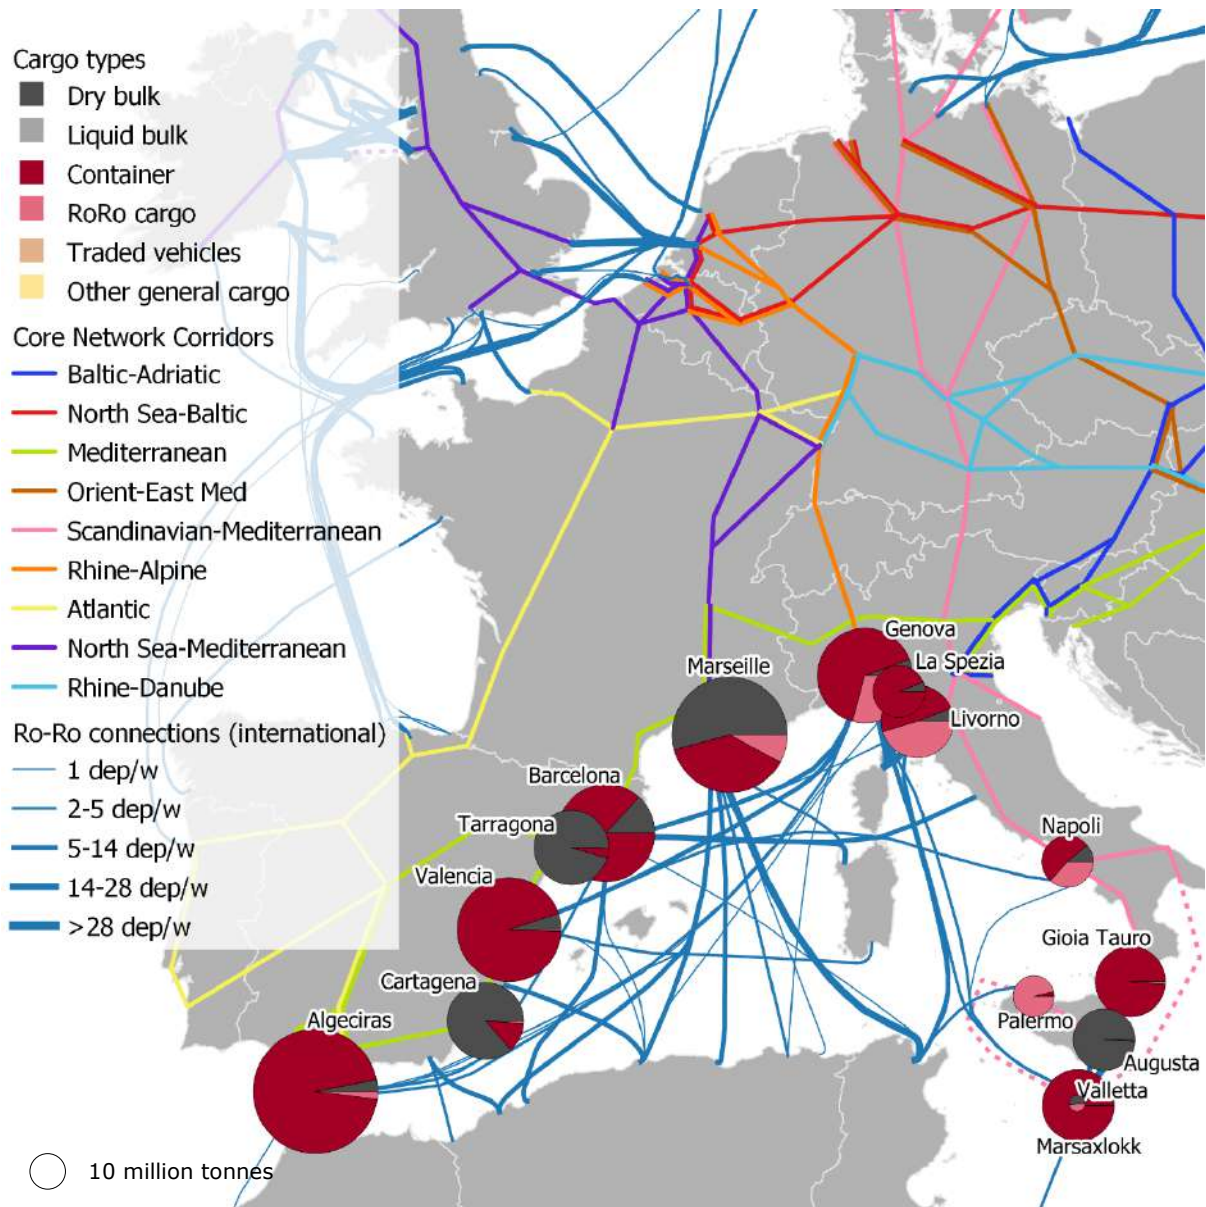 Cargo types
Dry bulk
Liquid bulk
Container
RoRo cargo
Traded vehicles
Other general cargo
Core Network Corridors
Baltic-Adriatic
North Sea-Baltic
Mediterranean
Orient-East Med
Scandinavian-Mediterranean
Rhine-Alpine
Atlantic
North Sea-Mediterranean
Rhine-Danube
Ro-Ro connections (international)
1 dep/w
2-5 dep/w
5-14 dep/w
14-28 dep/w
>28 dep/w
Genova
La Spezia
Marseille
Livorno
Barcelona
Tarragona
Napoli
Valencia
Gioia Tauro
Cartagena
Palermo
Algeciras
Augusta
Valletta
Marsaxlokk
10 million tonnes